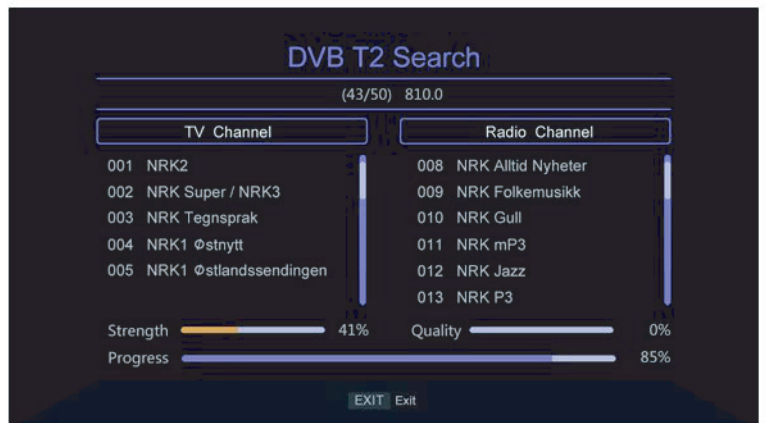 DVB T2 Search
(43/50) 810.0
TV Channel
001 NRK2
002 NRK Super / NRK3
003 NRK Tegnsprak
004 NRK1 Østnytt
005 NRK1 Østlandssendingen
Radio Channel
008 NRK Alltid Nyheter
009 NRK Folkemusikk
010 NRK Gull
011 NRK mP3
012 NRK Jazz
013 NRK P3
Strength 41%
Quality 0%
Progress 85%
EXIT Exit